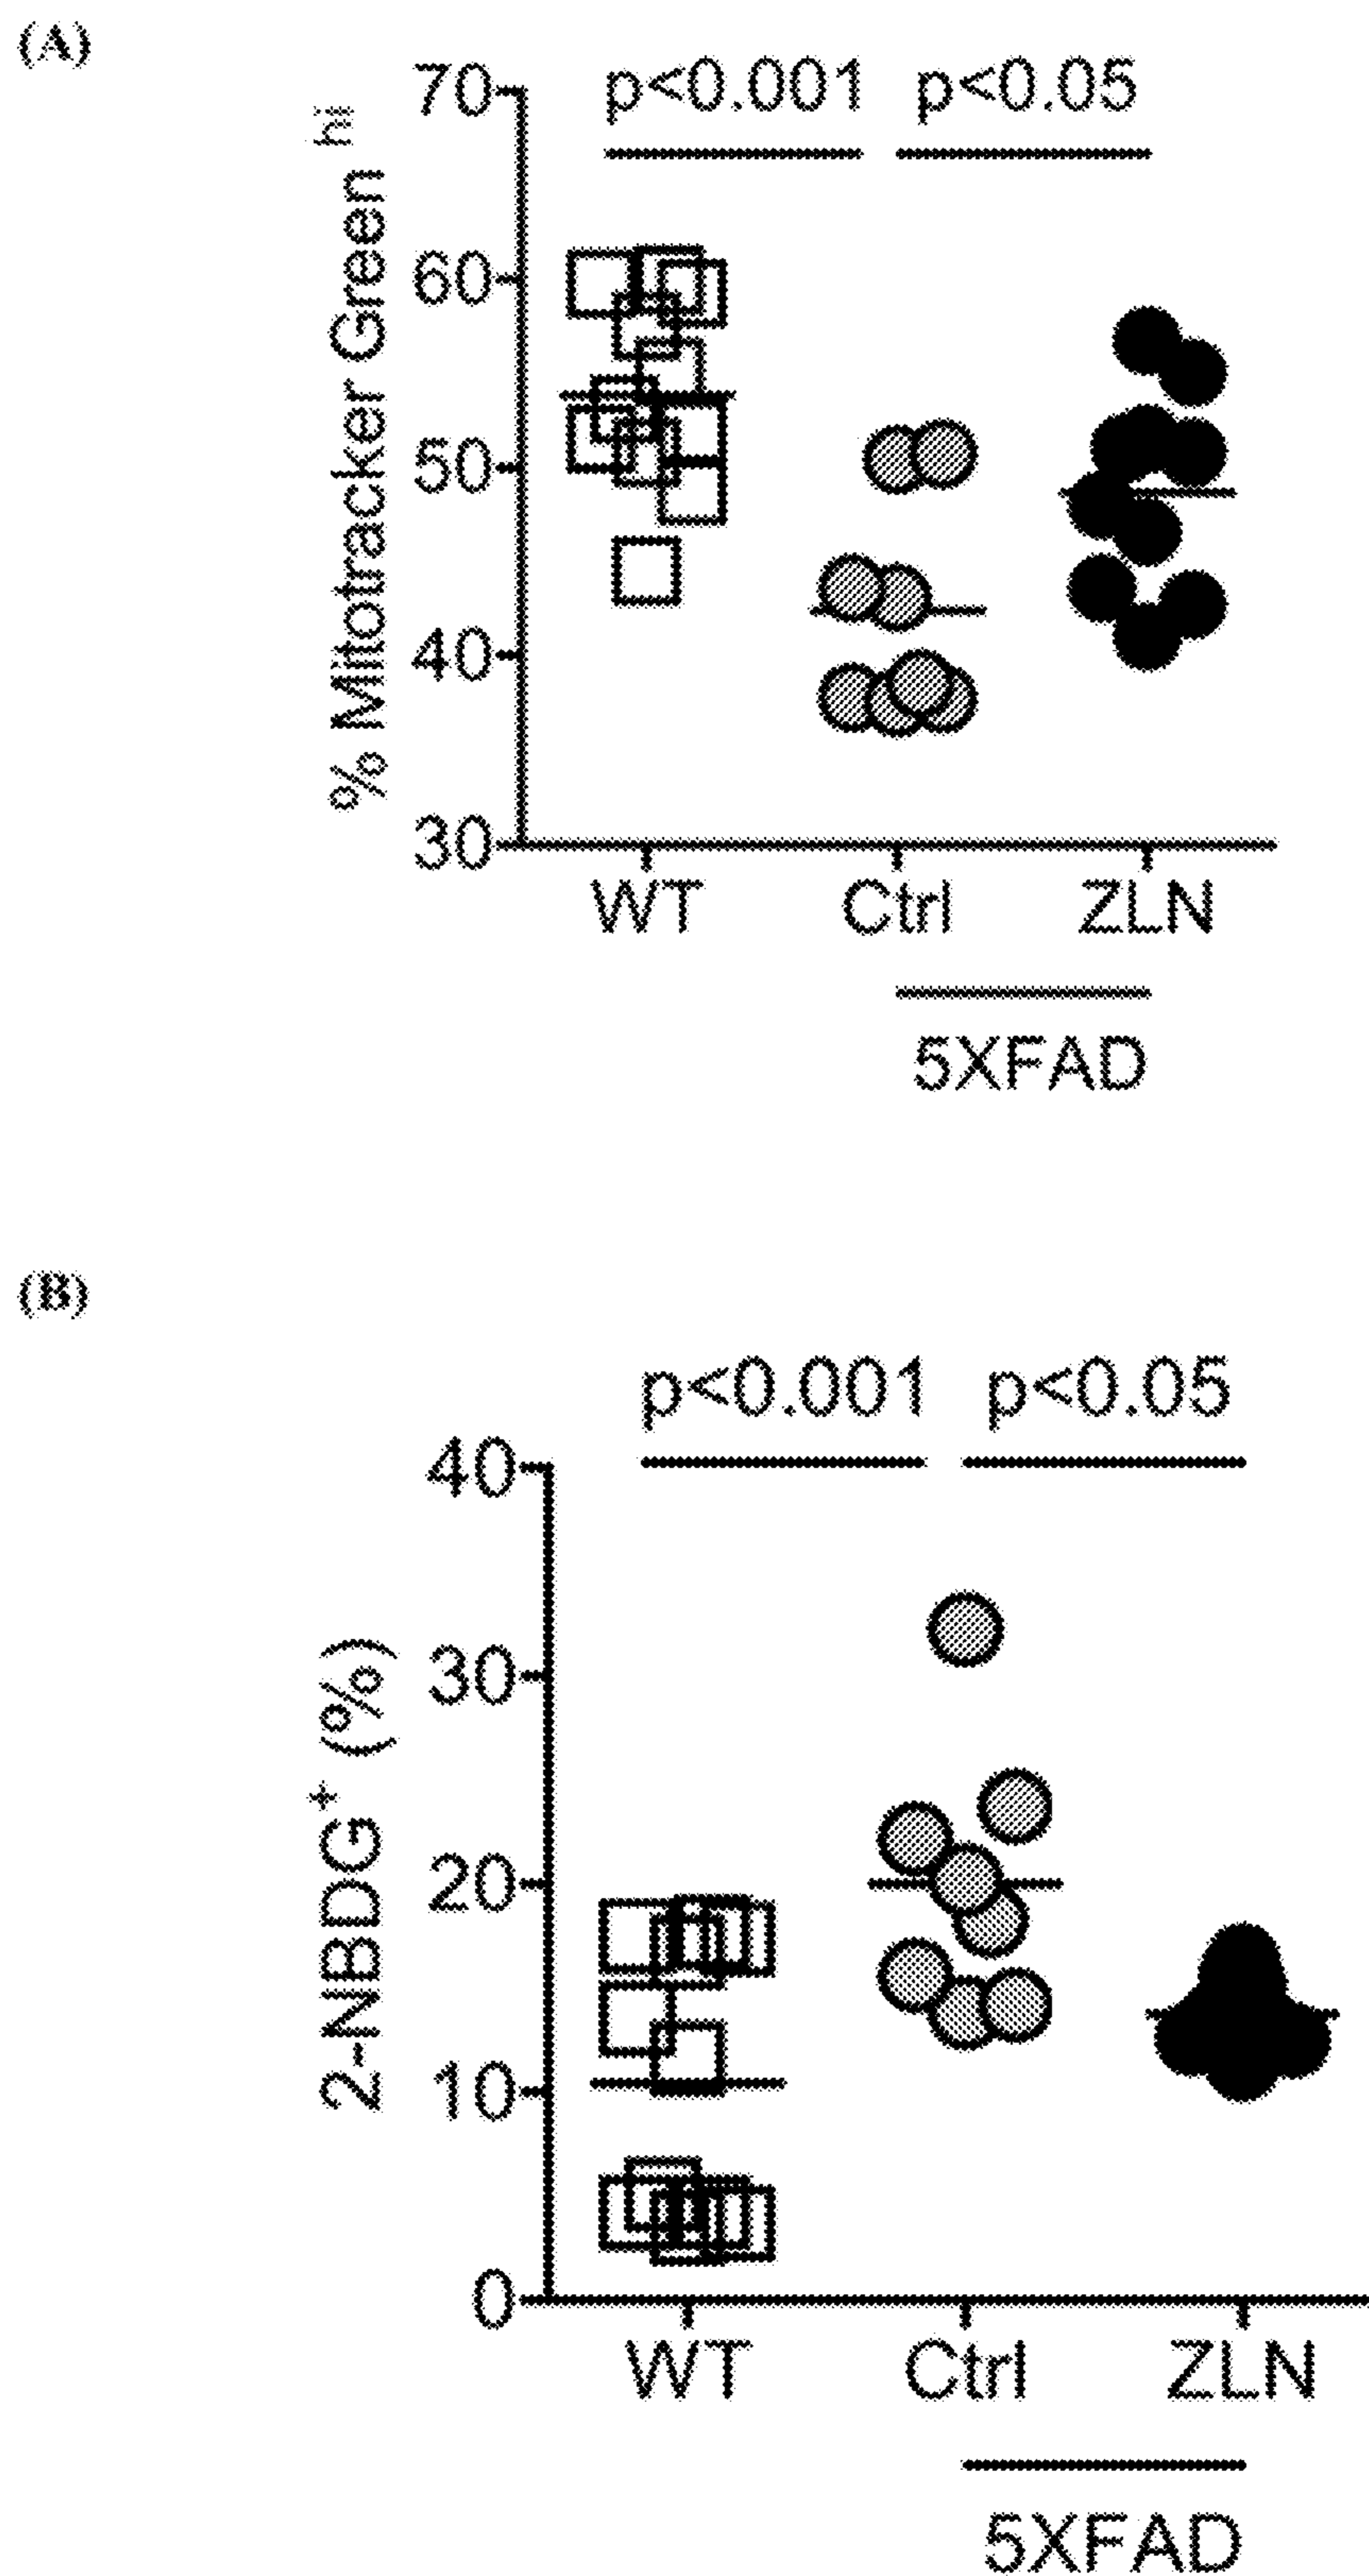 (A)
p<0.001 p<0.05
% Mitotracker Green hi
70
60
50
40
30
WT Ctrl ZLN
5XFAD
(B)
p<0.001 p<0.05
2-NBDG+ (%)
40
30
20
10
0
WT Ctrl ZLN
5XFAD